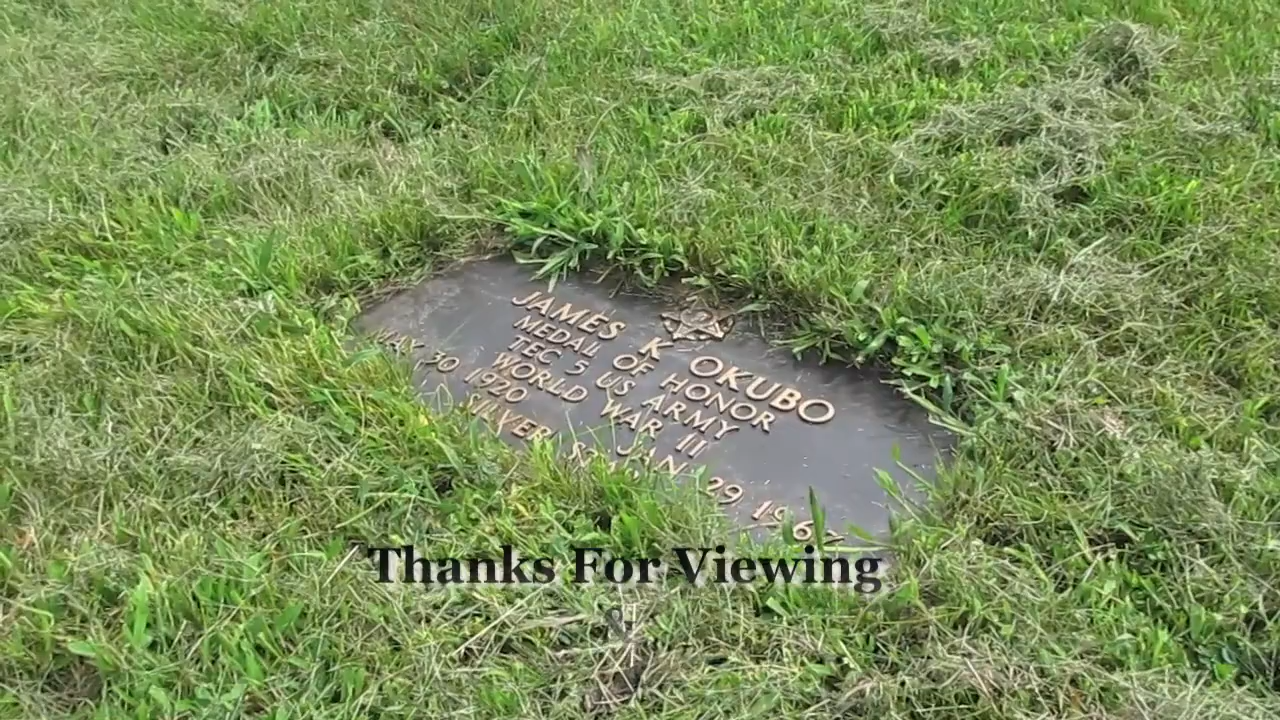 JAMES K OKUBO
MEDAL OF HONOR
TEC 5 US ARMY
WORLD WAR II
MAY 30 1920 JAN 29
SILVER
Thanks For Viewing
&